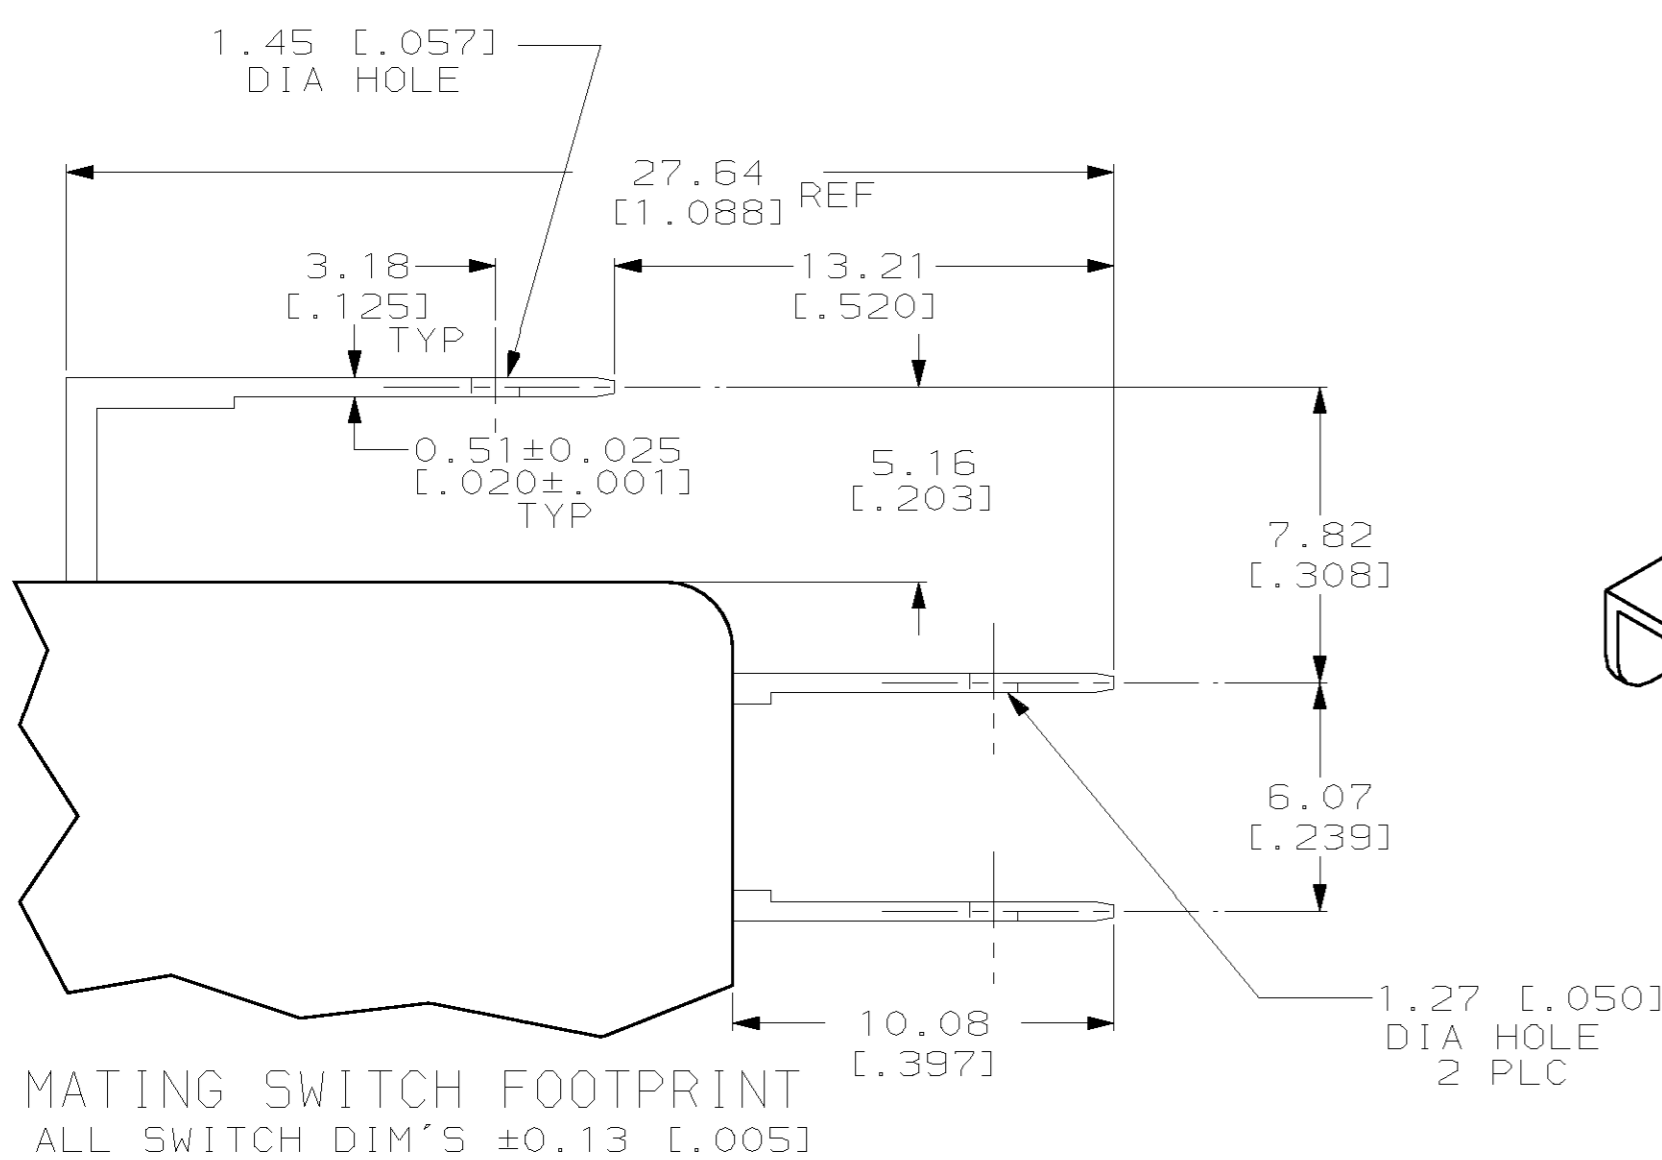 1.45 [.057]
DIA HOLE
27.64
[1.088] REF
3.18
[.125]
TYP
13.21
[.520]
0.51±0.025
[.020±.001]
TYP
5.16
[.203]
7.82
[.308]
6.07
[.239]
1.27 [.050]
DIA HOLE
2 PLC
10.08
[.397]
MATING SWITCH FOOTPRINT
ALL SWITCH DIM'S ±0.13 [.005]